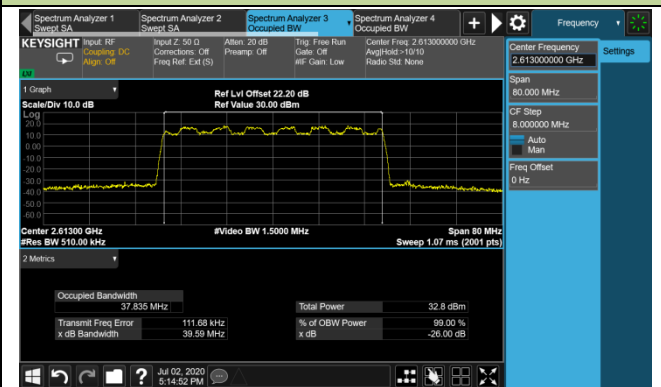 Spectrum Analyzer 1
Swept SA
Spectrum Analyzer 2
Swept SA
Spectrum Analyzer 3
Occupied BW
Spectrum Analyzer 4
Occupied BW
Frequency
KEYSIGHT
Input: RF
Coupling: DC
Align: Off
Input Z: 50 Ω
Corrections: Off
Freq Ref: Ext (S)
Atten: 20 dB
Preamp: Off
Trig: Free Run
Gate: Off
#IF Gain: Low
Center Freq: 2.613000000 GHz
Avg|Hold:>10/10
Radio Std: None
Center Frequency
2.613000000 GHz
Settings
Span
80.000 MHz
CF Step
8.000000 MHz
Auto
Man
Freq Offset
0 Hz
1 Graph
Scale/Div 10.0 dB
Ref Lvl Offset 22.20 dB
Ref Value 30.00 dBm
Log
20.0
10.0
0.00
-10.0
-20.0
-30.0
-40.0
-50.0
-60.0
Center 2.61300 GHz
#Res BW 510.00 kHz
#Video BW 1.5000 MHz
Span 80 MHz
Sweep 1.07 ms (2001 pts)
2 Metrics
Occupied Bandwidth
37.835 MHz
Total Power 32.8 dBm
Transmit Freq Error 111.68 kHz
% of OBW Power 99.00 %
x dB Bandwidth 39.59 MHz
x dB -26.00 dB
Jul 02, 2020
5:14:52 PM